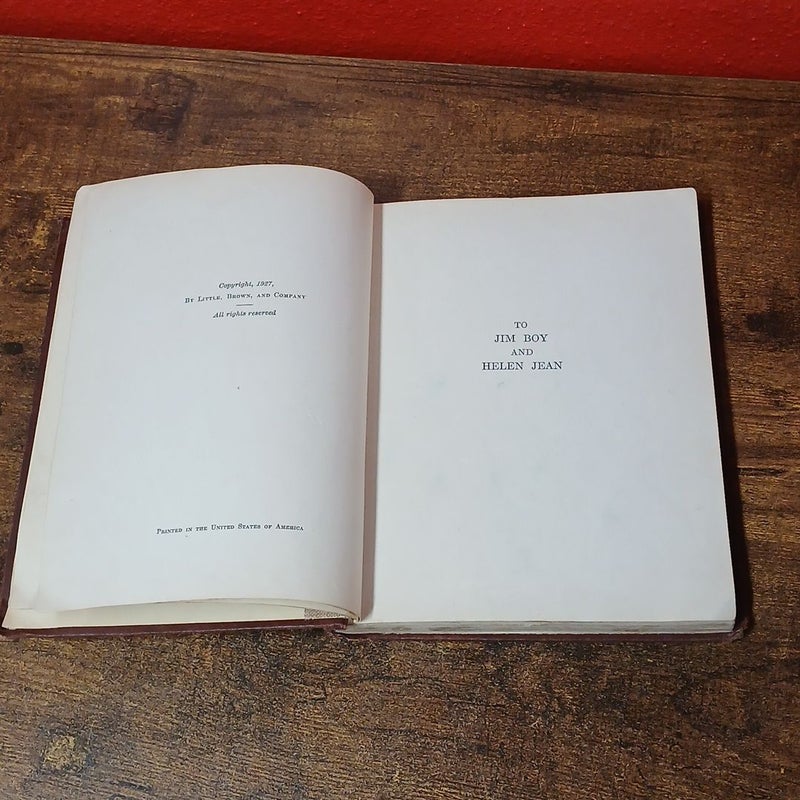 Copyright, 1927,
By Little, Brown, and Company
All rights reserved
Printed in the United States of America
TO
JIM BOY
AND
HELEN JEAN